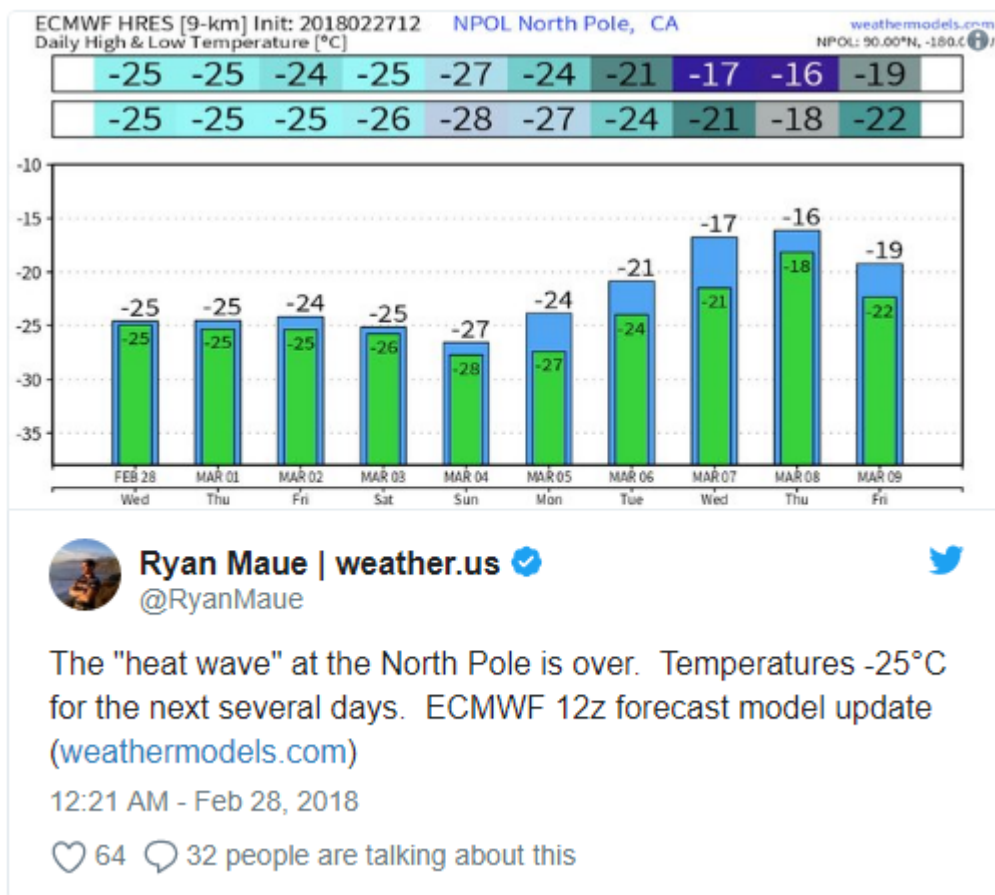 ECMWF HRES [9-km] Init: 2018022712 NPOL North Pole, CA weathermodels.com
Daily High & Low Temperature [°C] NPOL: 90.00°N, -180.0
-25 -25 -24 -25 -27 -24 -21 -17 -16 -19
-25 -25 -25 -26 -28 -27 -24 -21 -18 -22
-10
-15
-20
-25
-30
-35
-25 -25 -24 -25 -27 -24 -21 -17 -16 -19
-25 -25 -25 -26 -28 -27 -24 -21 -18 -22
FEB 28 MAR 01 MAR 02 MAR 03 MAR 04 MAR 05 MAR 06 MAR 07 MAR 08 MAR 09
Wed Thu Fri Sat Sun Mon Tue Wed Thu Fri
Ryan Maue | weather.us
@RyanMaue
The "heat wave" at the North Pole is over. Temperatures -25°C
for the next several days. ECMWF 12z forecast model update
(weathermodels.com)
12:21 AM - Feb 28, 2018
64 32 people are talking about this